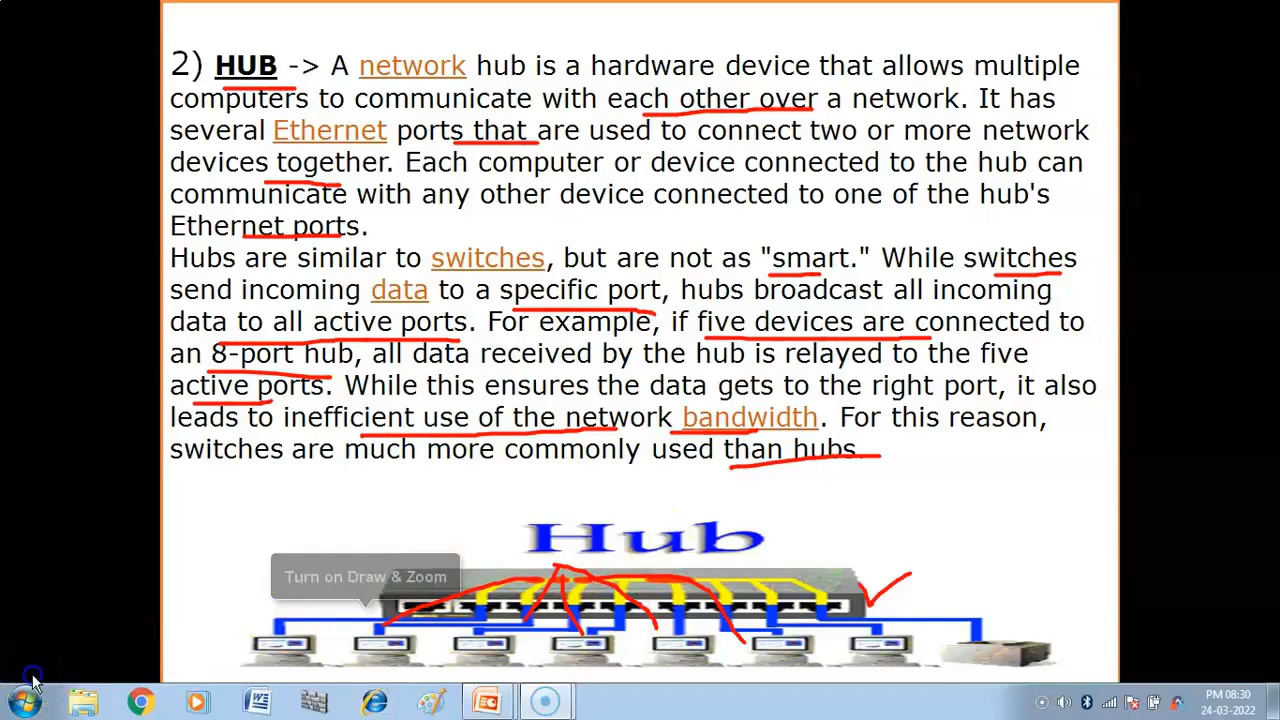 2) HUB -> A network hub is a hardware device that allows multiple
computers to communicate with each other over a network. It has
several Ethernet ports that are used to connect two or more network
devices together. Each computer or device connected to the hub can
communicate with any other device connected to one of the hub's
Ethernet ports.
Hubs are similar to switches, but are not as "smart." While switches
send incoming data to a specific port, hubs broadcast all incoming
data to all active ports. For example, if five devices are connected to
an 8-port hub, all data received by the hub is relayed to the five
active ports. While this ensures the data gets to the right port, it also
leads to inefficient use of the network bandwidth. For this reason,
switches are much more commonly used than hubs.
Hub
Turn on Draw & Zoom
PM 08:30
24-03-2022